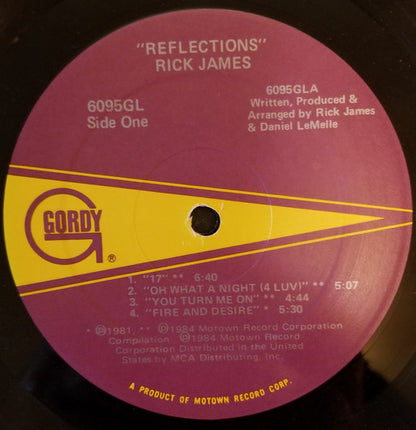 "REFLECTIONS"
RICK JAMES
6095GL
Side One
6095GLA
Written, Produced &
Arranged by Rick James
& Daniel LeMelle
GORDY
®
1. "17" ** 6:40
2. "OH WHAT A NIGHT (4 LUV)" ** 5:07
3. "YOU TURN ME ON" * 4:44
4. "FIRE AND DESIRE" * 5:30
* ℗1981, ** ℗1984 Motown Record Corporation
Compilation ℗1984 Motown Record
Corporation Distributed in the United
States by MCA Distributing, Inc.
A PRODUCT OF MOTOWN RECORD CORP.